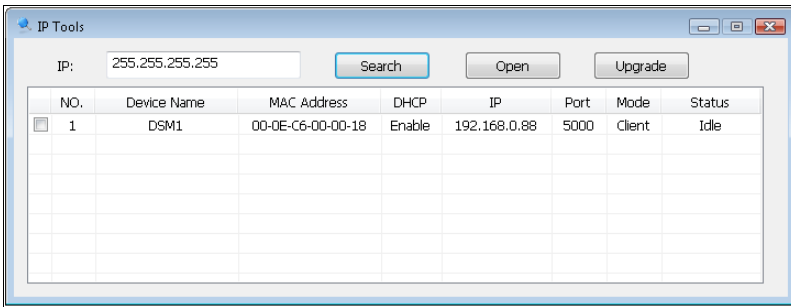 IP Tools
IP: 255.255.255.255 Search Open Upgrade
NO. Device Name MAC Address DHCP IP Port Mode Status
1 DSM1 00-0E-C6-00-00-18 Enable 192.168.0.88 5000 Client Idle